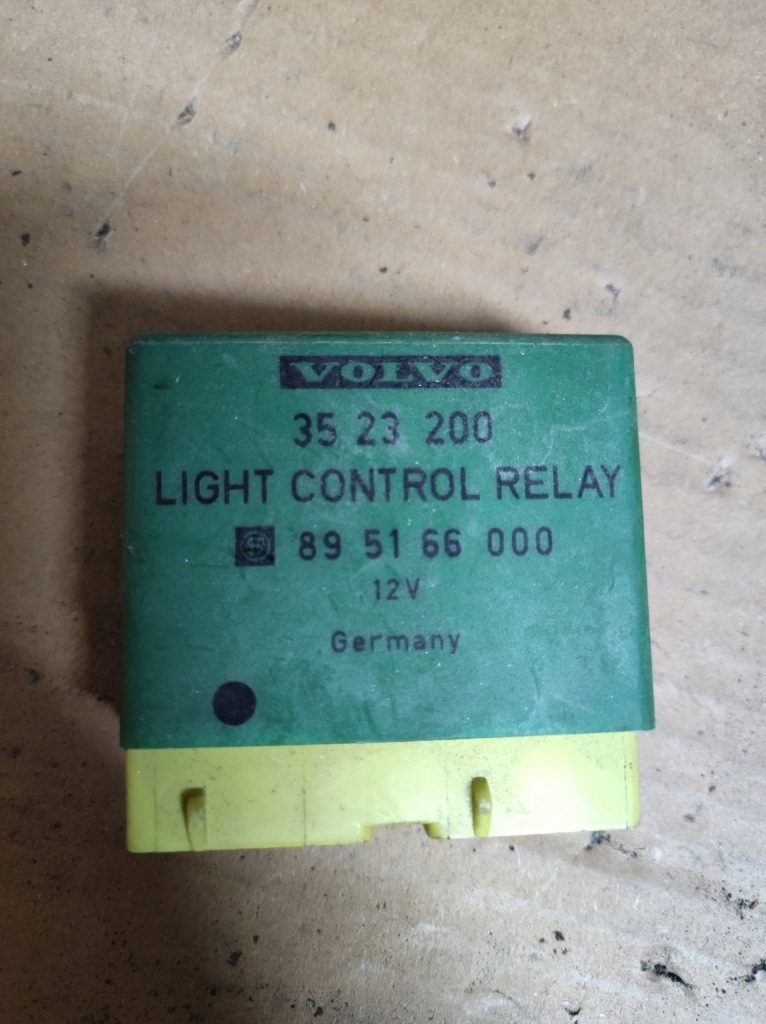 VOLVO
35 23 200
LIGHT CONTROL RELAY
89 51 66 000
12V
Germany